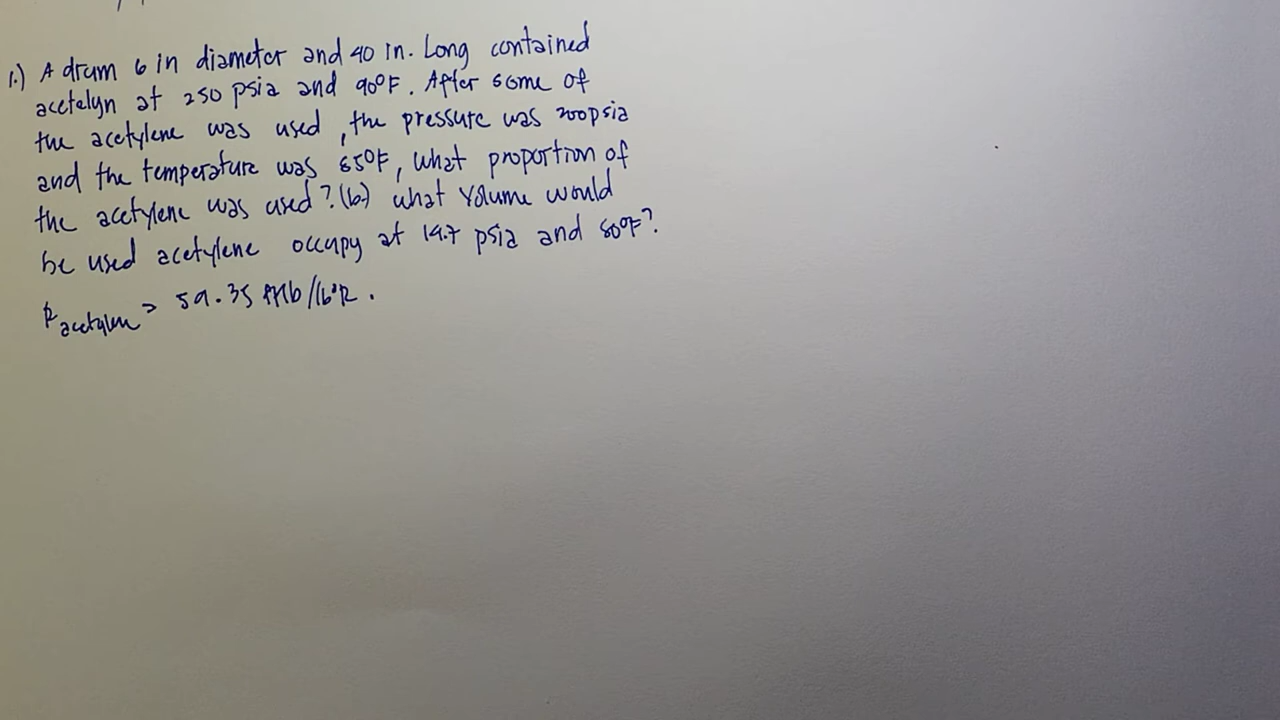 1.) A drum 6 in diameter and 40 in. Long contained
acetelyn at 250 psia and 90°F. After some of
the acetylene was used, the pressure was 200psia
and the temperature was 85°F, what proportion of
the acetylene was used? (b.) what volume would
be used acetylene occupy at 14.7 psia and 80°F?
R acetylen = 59.35 ft.lb/lb°R.